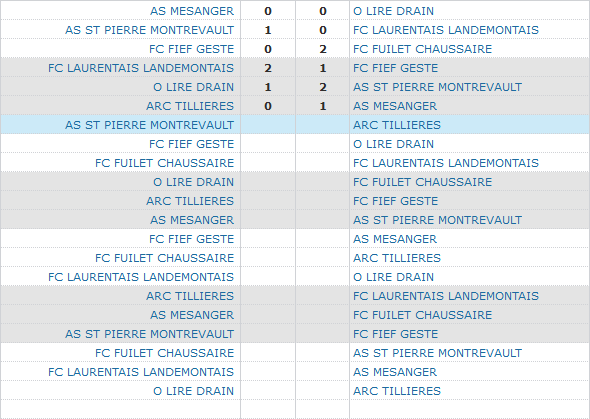 AS MESANGER 0 0 O LIRE DRAIN
AS ST PIERRE MONTREVAULT 1 0 FC LAURENTAIS LANDEMONTAIS
FC FIEF GESTE 0 2 FC FUILET CHAUSSAIRE
FC LAURENTAIS LANDEMONTAIS 2 1 FC FIEF GESTE
O LIRE DRAIN 1 2 AS ST PIERRE MONTREVAULT
ARC TILLIERES 0 1 AS MESANGER
AS ST PIERRE MONTREVAULT ARC TILLIERES
FC FIEF GESTE O LIRE DRAIN
FC FUILET CHAUSSAIRE FC LAURENTAIS LANDEMONTAIS
O LIRE DRAIN FC FUILET CHAUSSAIRE
ARC TILLIERES FC FIEF GESTE
AS MESANGER AS ST PIERRE MONTREVAULT
FC FIEF GESTE AS MESANGER
FC FUILET CHAUSSAIRE ARC TILLIERES
FC LAURENTAIS LANDEMONTAIS O LIRE DRAIN
ARC TILLIERES FC LAURENTAIS LANDEMONTAIS
AS MESANGER FC FUILET CHAUSSAIRE
AS ST PIERRE MONTREVAULT FC FIEF GESTE
FC FUILET CHAUSSAIRE AS ST PIERRE MONTREVAULT
FC LAURENTAIS LANDEMONTAIS AS MESANGER
O LIRE DRAIN ARC TILLIERES